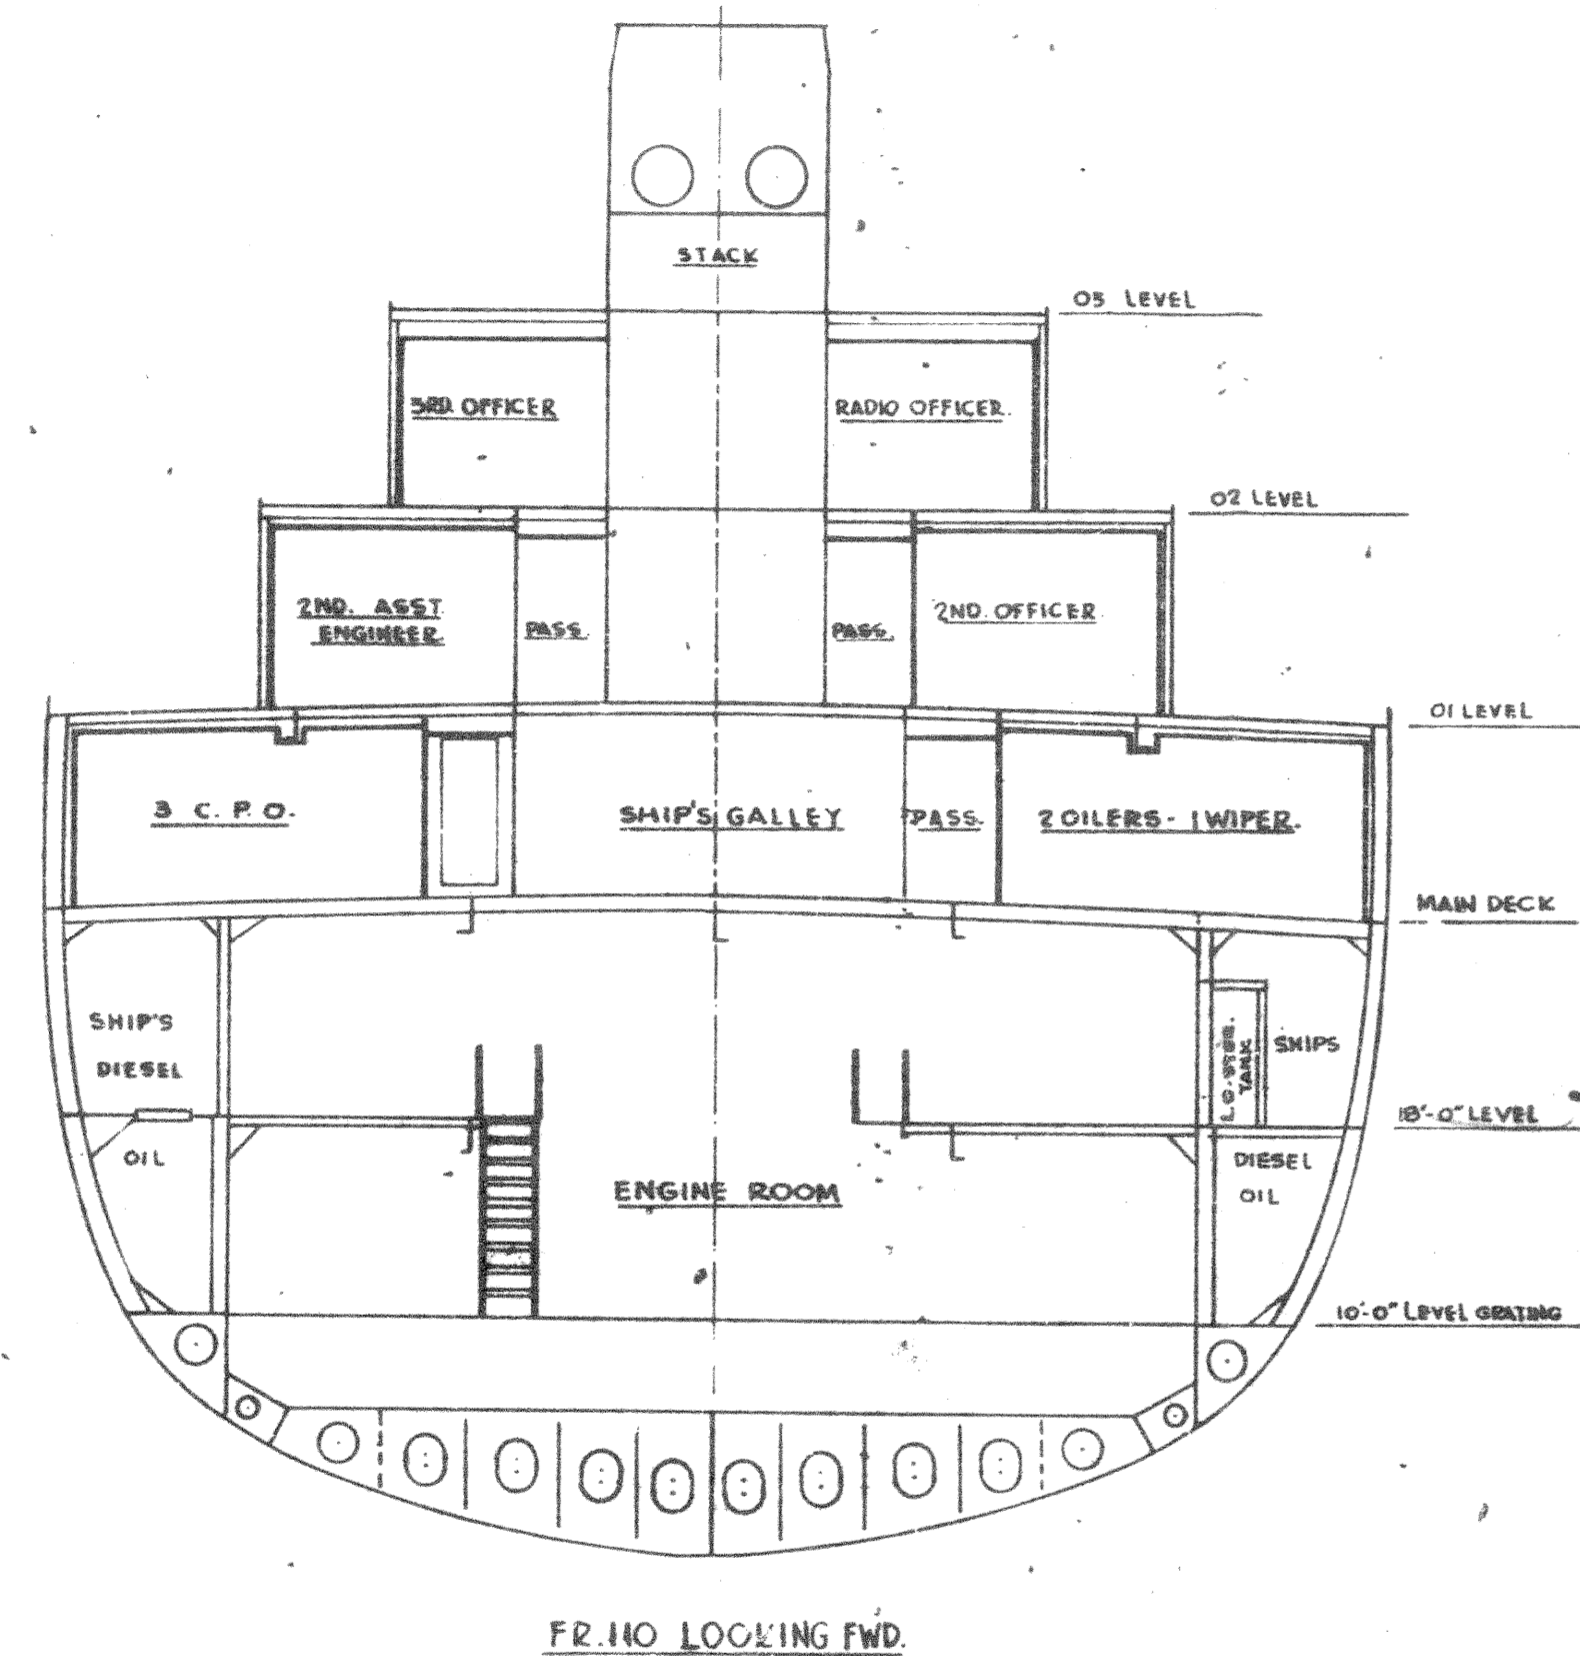 STACK
03 LEVEL
3RD. OFFICER
RADIO OFFICER.
02 LEVEL
2ND. ASST.
ENGINEER
PASS.
PASS.
2ND. OFFICER
01 LEVEL
3 C. P. O.
SHIP'S GALLEY
PASS.
2 OILERS - 1 WIPER.
MAIN DECK
SHIP'S
DIESEL
OIL
L.O.
TANK
SHIPS
DIESEL
OIL
18'-0" LEVEL
ENGINE ROOM
10'-0" LEVEL GRATING
FR. 110 LOOKING FWD.